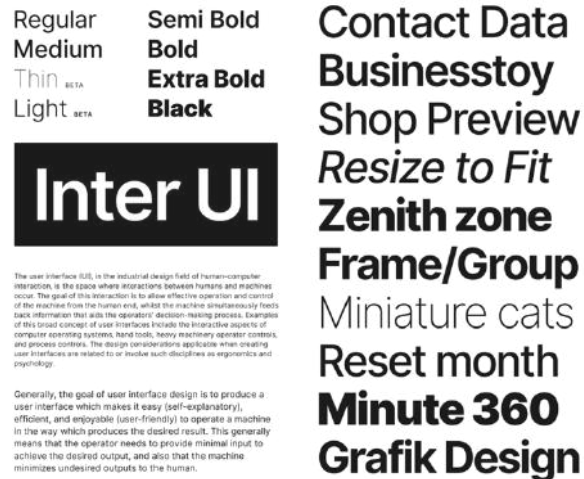 Regular
Medium
Thin BETA
Light BETA
Semi Bold
Bold
Extra Bold
Black
Inter UI
The user interface (UI), in the industrial design field of human–computer
interaction, is the space where interactions between humans and machines
occur. The goal of this interaction is to allow effective operation and control
of the machine from the human end, whilst the machine simultaneously feeds
back information that aids the operators' decision-making process. Examples
of this broad concept of user interfaces include the interactive aspects of
computer operating systems, hand tools, heavy machinery operator controls,
and process controls. The design considerations applicable when creating
user interfaces are related to or involve such disciplines as ergonomics and
psychology.
Generally, the goal of user interface design is to produce a
user interface which makes it easy (self-explanatory),
efficient, and enjoyable (user-friendly) to operate a machine
in the way which produces the desired result. This generally
means that the operator needs to provide minimal input to
achieve the desired output, and also that the machine
minimizes undesired outputs to the human.
Contact Data
Businesstoy
Shop Preview
Resize to Fit
Zenith zone
Frame/Group
Miniature cats
Reset month
Minute 360
Grafik Design